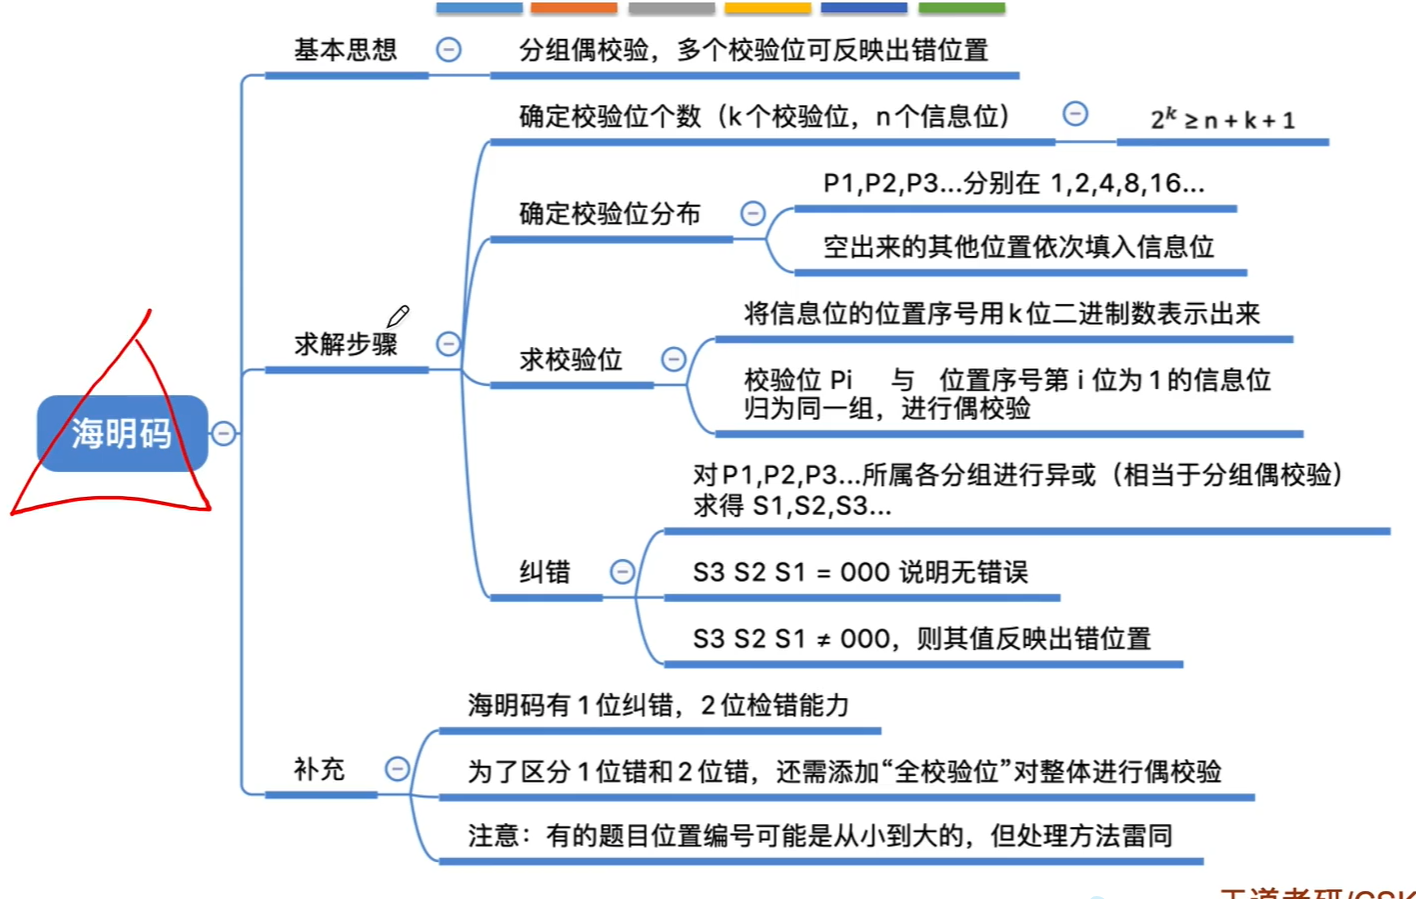 基本思想
分组偶校验，多个校验位可反映出错位置
确定校验位个数（k个校验位，n个信息位）
2^k ≥ n + k + 1
确定校验位分布
P1,P2,P3...分别在 1,2,4,8,16...
空出来的其他位置依次填入信息位
海明码
求解步骤
求校验位
将信息位的位置序号用k位二进制数表示出来
校验位 Pi 与 位置序号第 i 位为 1 的信息位
归为同一组，进行偶校验
纠错
对P1,P2,P3...所属各分组进行异或（相当于分组偶校验）
求得 S1,S2,S3...
S3 S2 S1 = 000 说明无错误
S3 S2 S1 ≠ 000，则其值反映出错位置
补充
海明码有 1 位纠错，2 位检错能力
为了区分 1 位错和 2 位错，还需添加“全校验位”对整体进行偶校验
注意：有的题目位置编号可能是从小到大的，但处理方法雷同
王道考研/CSK